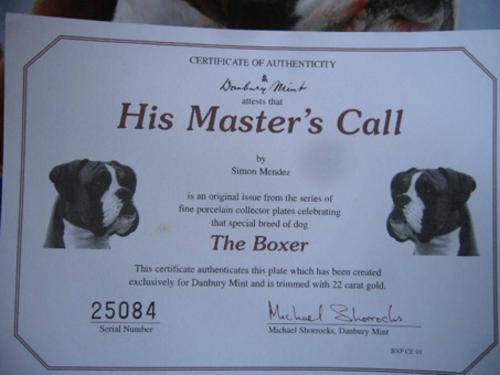 CERTIFICATE OF AUTHENTICITY
Danbury Mint
attests that
His Master's Call
by
Simon Mendez
is an original issue from the series of
fine porcelain collector plates celebrating
that special breed of dog
The Boxer
This certificate authenticates this plate which has been created
exclusively for Danbury Mint and is trimmed with 22 carat gold.
25084
Serial Number
Michael Shorrocks
Michael Shorrocks, Danbury Mint